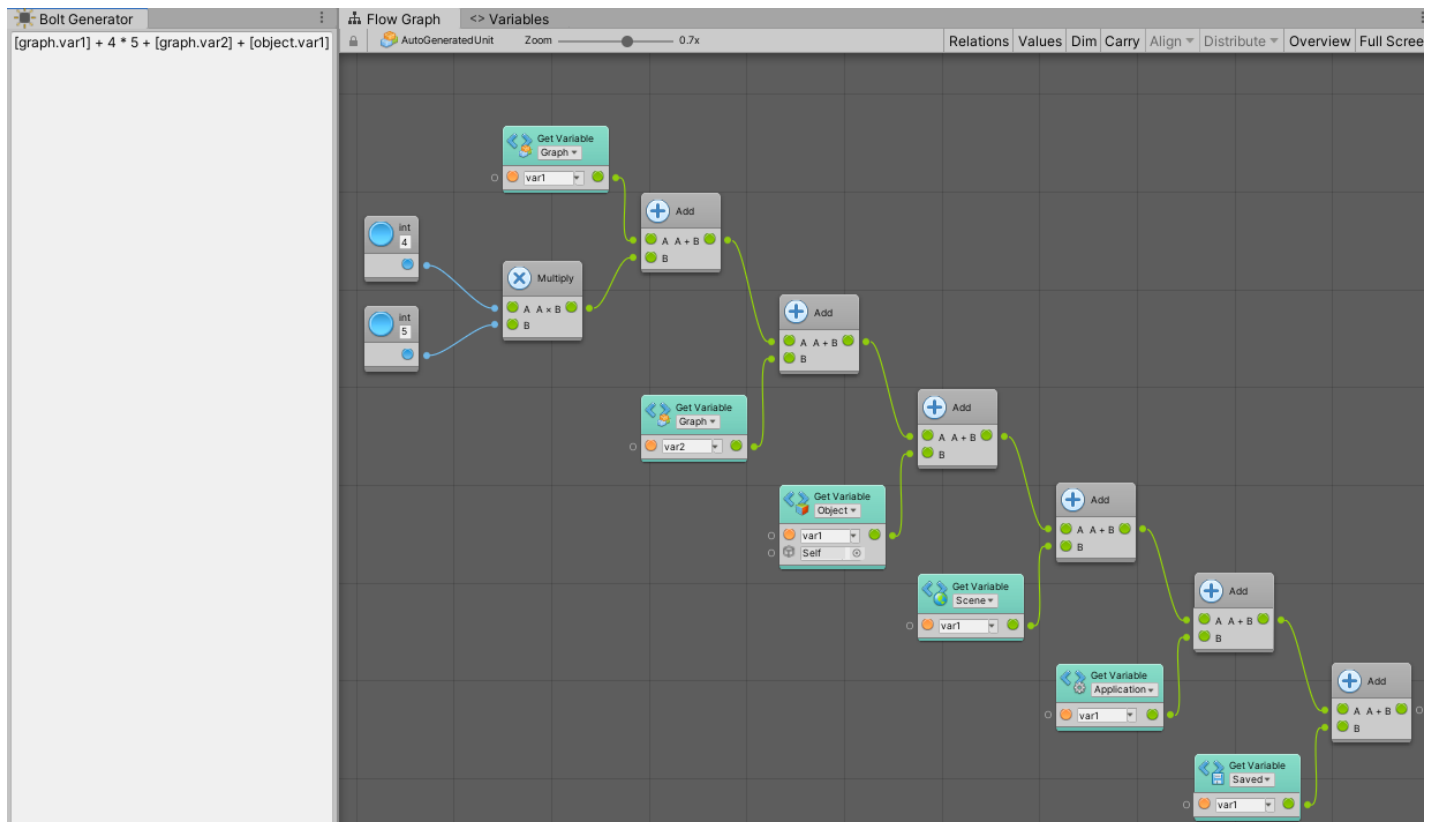 Bolt Generator
Flow Graph
<> Variables
[graph.var1] + 4 * 5 + [graph.var2] + [object.var1]
AutoGeneratedUnit
Zoom
0.7x
Relations
Values
Dim
Carry
Align
Distribute
Overview
Full Scree
Get Variable
Graph
var1
Add
A A + B
B
int
4
Multiply
A A × B
B
int
5
Add
A A + B
B
Get Variable
Graph
var2
Add
A A + B
B
Get Variable
Object
var1
Self
Add
A A + B
B
Get Variable
Scene
var1
Add
A A + B
B
Get Variable
Application
var1
Add
A A + B
B
Get Variable
Saved
var1